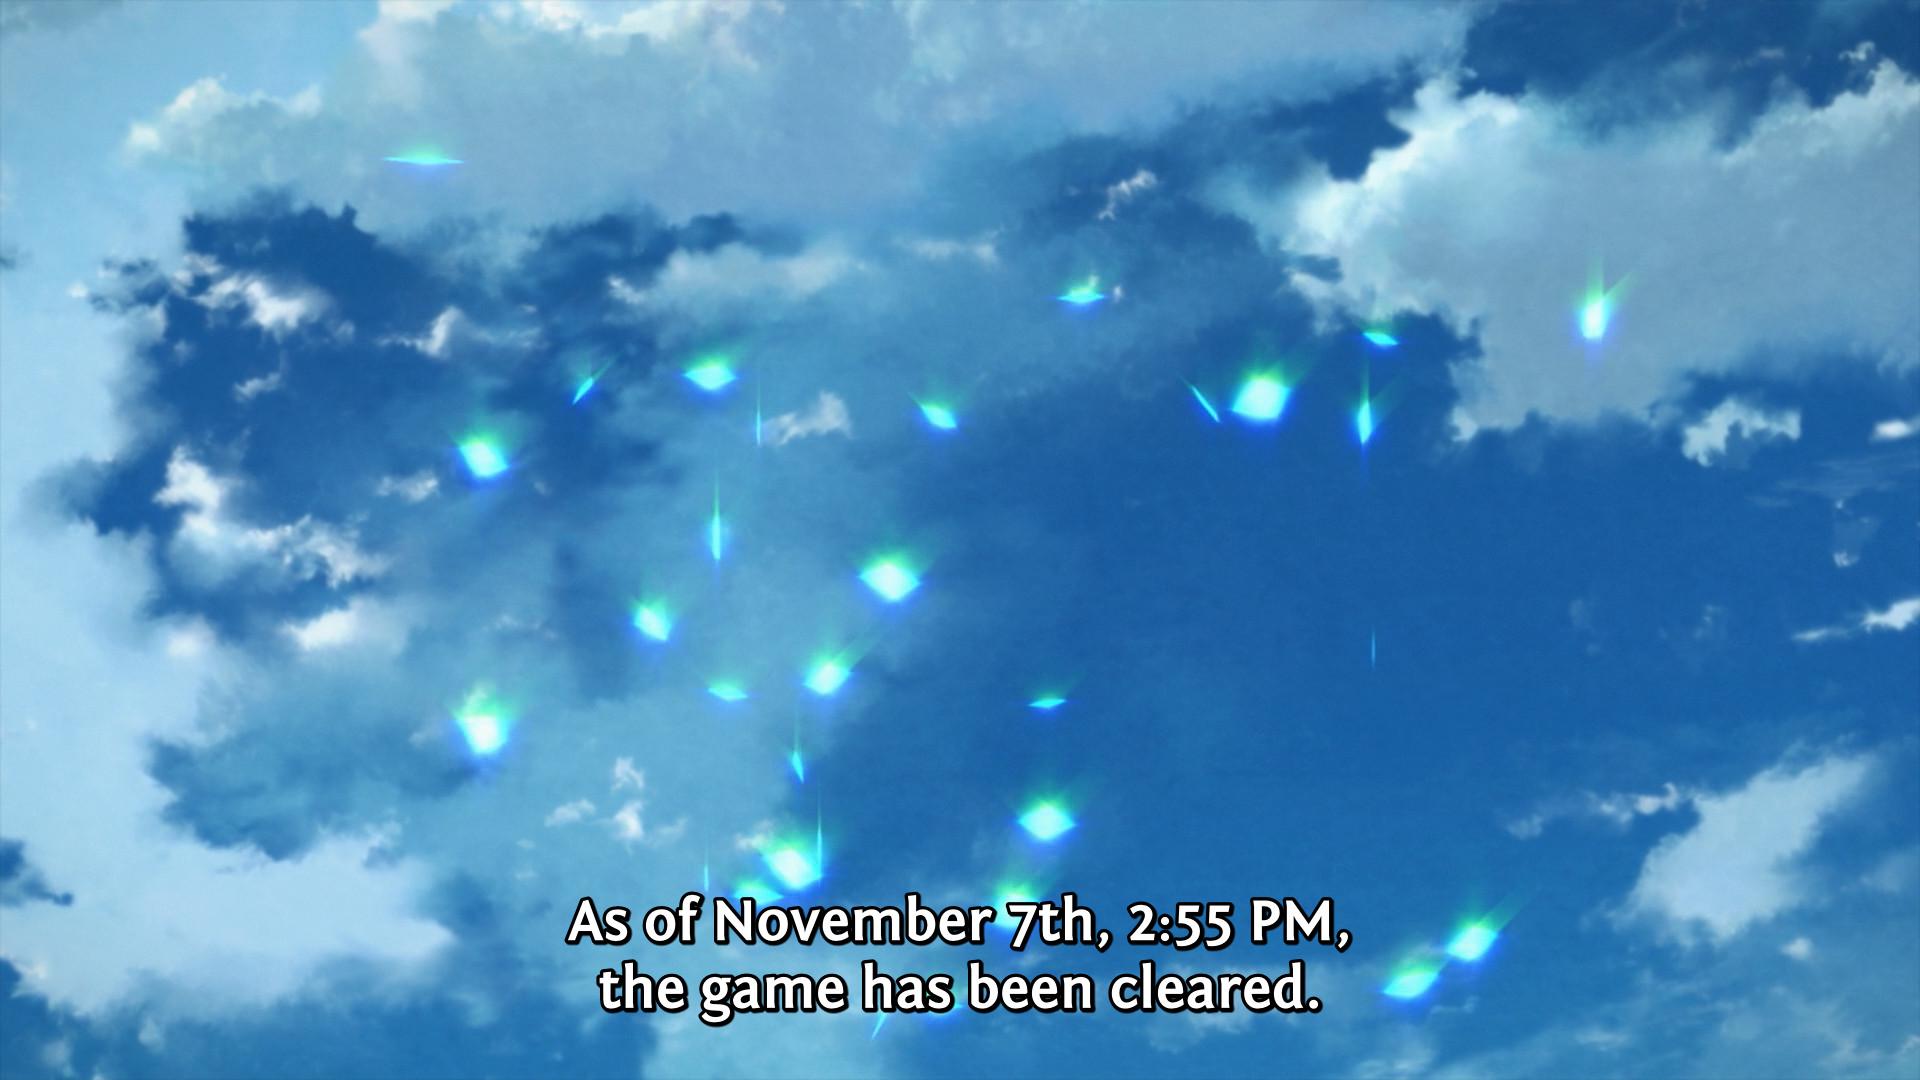 As of November 7th, 2:55 PM,
the game has been cleared.